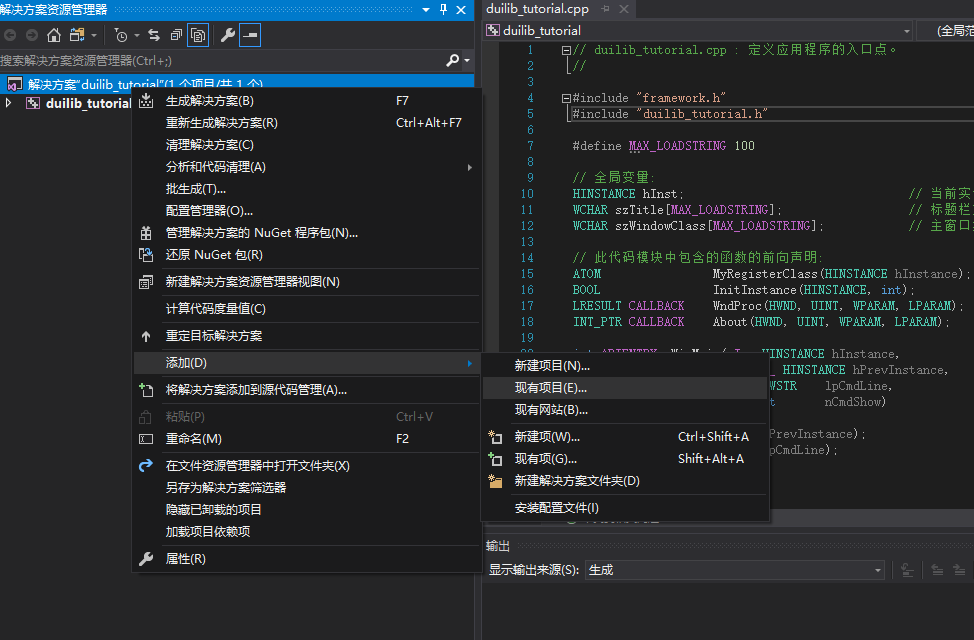 解决方案资源管理器
搜索解决方案资源管理器(Ctrl+;)
解决方案"duilib_tutorial"(1 个项目/共 1 个)
duilib_tutorial
生成解决方案(B) F7
重新生成解决方案(R) Ctrl+Alt+F7
清理解决方案(C)
分析和代码清理(A)
批生成(T)...
配置管理器(O)...
管理解决方案的 NuGet 程序包(N)...
还原 NuGet 包(R)
新建解决方案资源管理器视图(N)
计算代码度量值(C)
重定目标解决方案
添加(D)
将解决方案添加到源代码管理(A)...
粘贴(P) Ctrl+V
重命名(M) F2
在文件资源管理器中打开文件夹(X)
另存为解决方案筛选器
隐藏已卸载的项目
加载项目依赖项
属性(R)
新建项目(N)...
现有项目(E)...
现有网站(B)...
新建项(W)... Ctrl+Shift+A
现有项(G)... Shift+Alt+A
新建解决方案文件夹(D)
安装配置文件(I)
duilib_tutorial.cpp
duilib_tutorial (全局范
1 // duilib_tutorial.cpp : 定义应用程序的入口点。
2 //
3
4 #include "framework.h"
5 #include "duilib_tutorial.h"
6
7 #define MAX_LOADSTRING 100
8
9 // 全局变量:
10 HINSTANCE hInst; // 当前实
11 WCHAR szTitle[MAX_LOADSTRING]; // 标题栏
12 WCHAR szWindowClass[MAX_LOADSTRING]; // 主窗口
13
14 // 此代码模块中包含的函数的前向声明:
15 ATOM MyRegisterClass(HINSTANCE hInstance);
16 BOOL InitInstance(HINSTANCE, int);
17 LRESULT CALLBACK WndProc(HWND, UINT, WPARAM, LPARAM);
18 INT_PTR CALLBACK About(HWND, UINT, WPARAM, LPARAM);
19
HINSTANCE hInstance,
HINSTANCE hPrevInstance,
WSTR lpCmdLine,
t nCmdShow)
PrevInstance);
pCmdLine);
输出
显示输出来源(S): 生成